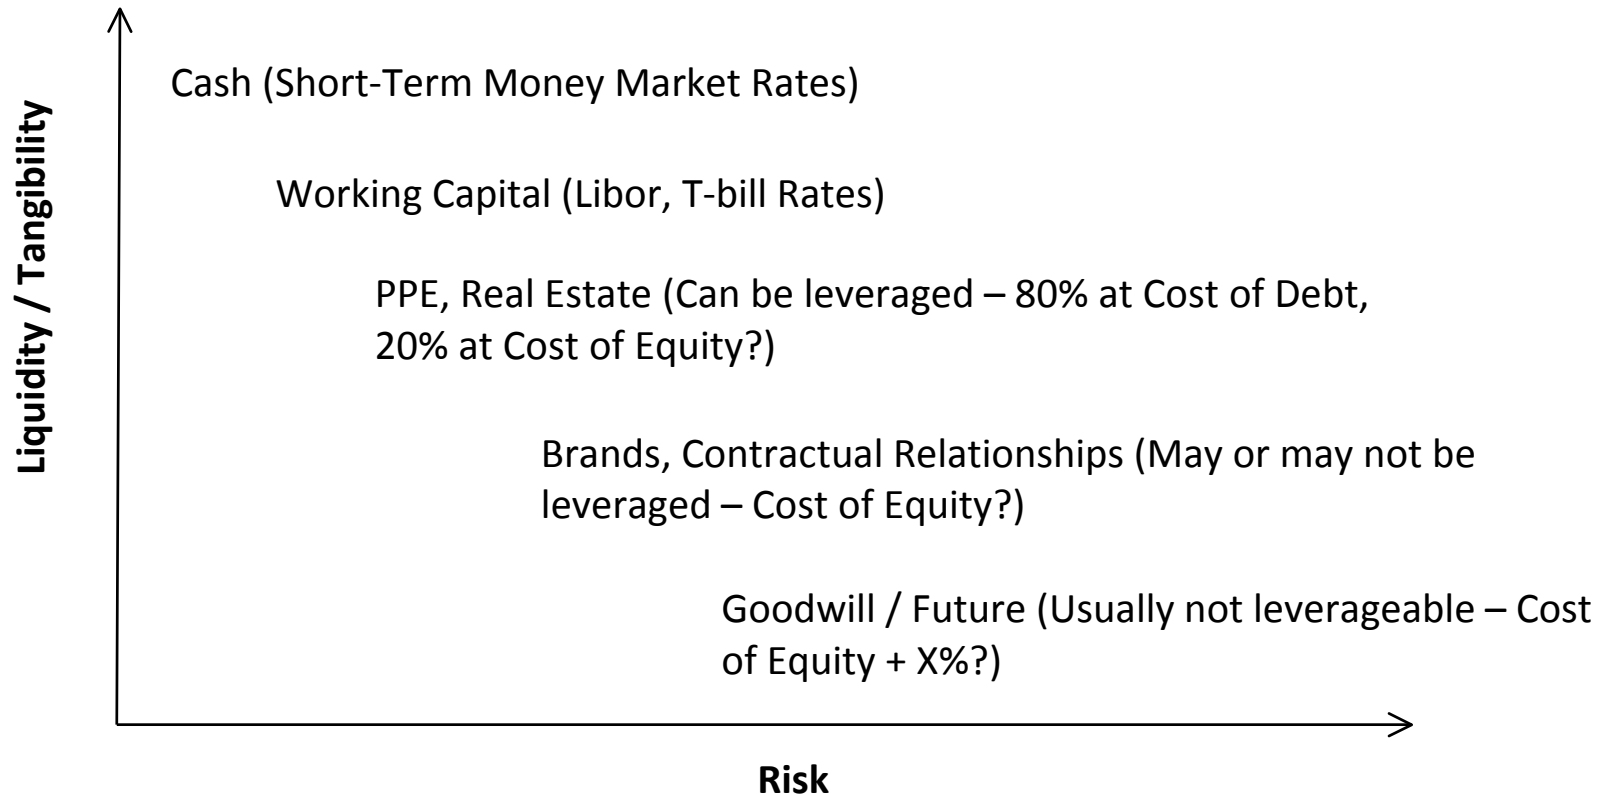 Liquidity / Tangibility
Cash (Short-Term Money Market Rates)
Working Capital (Libor, T-bill Rates)
PPE, Real Estate (Can be leveraged – 80% at Cost of Debt,
20% at Cost of Equity?)
Brands, Contractual Relationships (May or may not be
leveraged – Cost of Equity?)
Goodwill / Future (Usually not leverageable – Cost
of Equity + X%?)
Risk